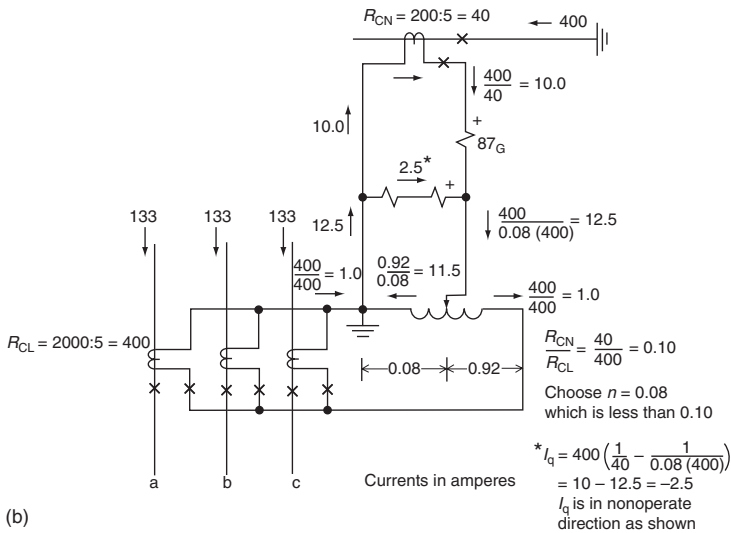 R_CN = 200:5 = 40
400
400/40 = 10.0
10.0
+
87_G
2.5*
+
133 133 133
12.5
400/0.08 (400) = 12.5
400/400 = 1.0
0.92/0.08 = 11.5
400/400 = 1.0
R_CL = 2000:5 = 400
R_CN/R_CL = 40/400 = 0.10
0.08 0.92
Choose n = 0.08
which is less than 0.10
*I_q = 400 (1/40 − 1/0.08 (400))
= 10 − 12.5 = −2.5
I_q is in nonoperate
direction as shown
a b c
Currents in amperes
(b)